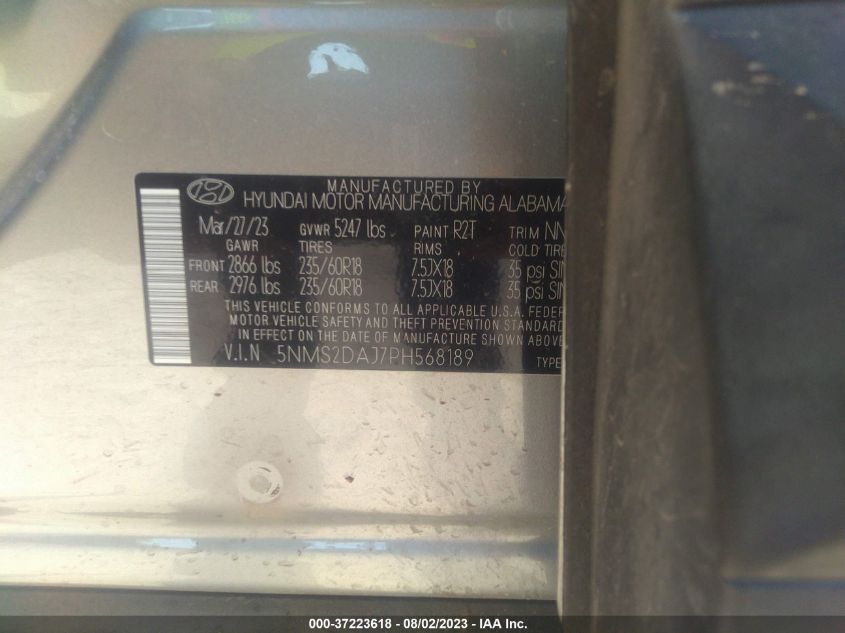 MANUFACTURED BY
HYUNDAI MOTOR MANUFACTURING ALABAMA
Mar/27/23 GVWR 5247 lbs PAINT R2T TRIM NN
GAWR TIRES RIMS COLD TIRE
FRONT 2866 lbs 235/60R18 7.5JX18 35 psi SIN
REAR 2976 lbs 235/60R18 7.5JX18 35 psi SIN
THIS VEHICLE CONFORMS TO ALL APPLICABLE U.S.A. FEDER
MOTOR VEHICLE SAFETY AND THEFT PREVENTION STANDARD
IN EFFECT ON THE DATE OF MANUFACTURE SHOWN ABOVE
V.I.N 5NMS2DAJ7PH568189 TYPE
000-37223618 - 08/02/2023 - IAA Inc.